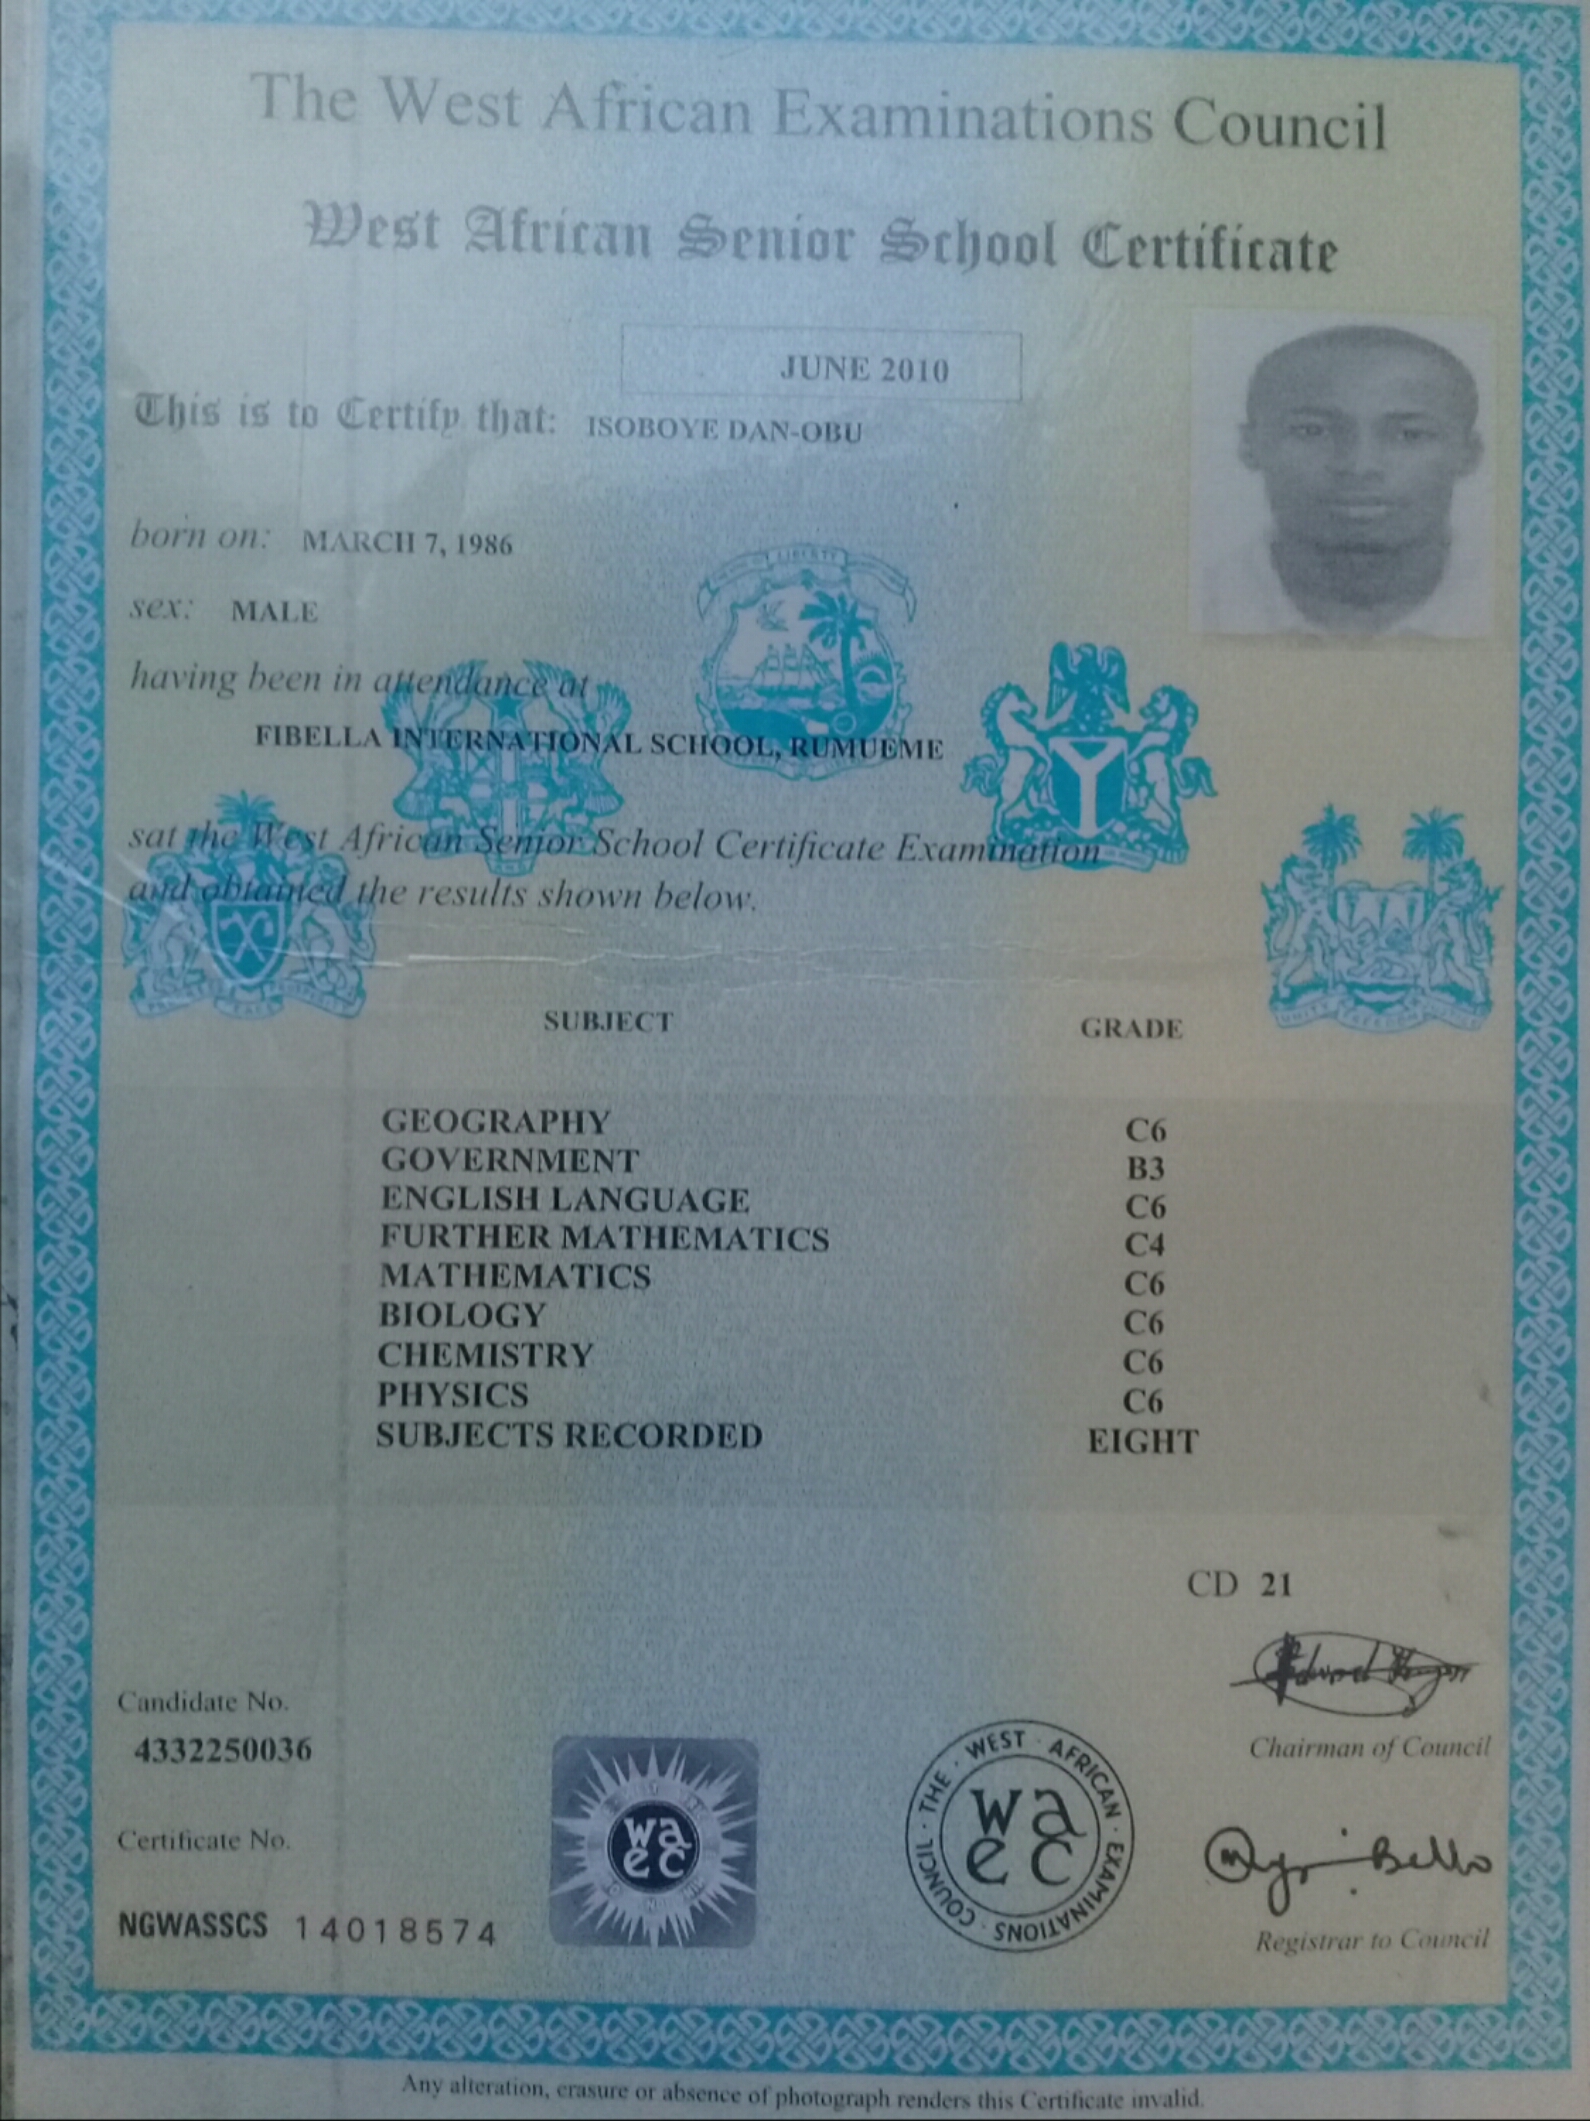 The West African Examinations Council
West African Senior School Certificate
JUNE 2010
This is to Certify that: ISOBOYE DAN-OBU
born on: MARCH 7, 1986
sex: MALE
having been in attendance at
FIBELLA INTERNATIONAL SCHOOL, RUMUEME
sat the West African Senior School Certificate Examination
and obtained the results shown below.
SUBJECT GRADE
GEOGRAPHY C6
GOVERNMENT B3
ENGLISH LANGUAGE C6
FURTHER MATHEMATICS C4
MATHEMATICS C6
BIOLOGY C6
CHEMISTRY C6
PHYSICS C6
SUBJECTS RECORDED EIGHT
CD 21
Chairman of Council
Candidate No.
4332250036
Certificate No.
NGWASSCS 14018574
wa
ec
THE · WEST · AFRICAN · EXAMINATIONS · COUNCIL
wa
ec
Bello
Registrar to Council
Any alteration, erasure or absence of photograph renders this Certificate invalid.